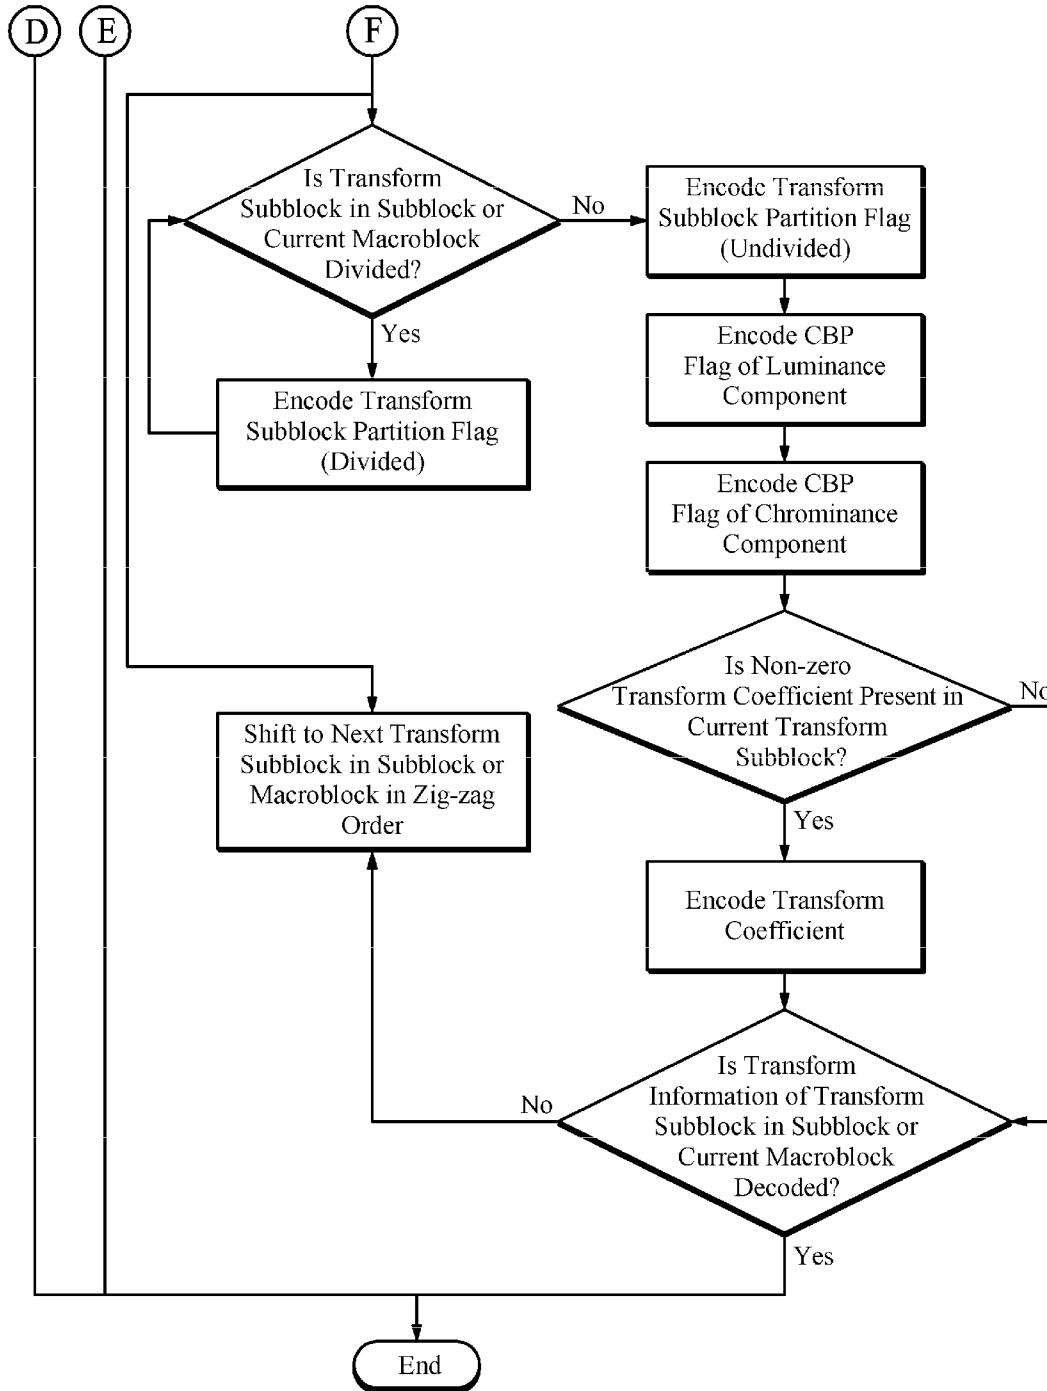 D
E
F
Is Transform
Subblock in Subblock or
Current Macroblock
Divided?
No
Yes
Encode Transform
Subblock Partition Flag
(Divided)
Encode Transform
Subblock Partition Flag
(Undivided)
Encode CBP
Flag of Luminance
Component
Encode CBP
Flag of Chrominance
Component
Is Non-zero
Transform Coefficient Present in
Current Transform
Subblock?
No
Yes
Shift to Next Transform
Subblock in Subblock or
Macroblock in Zig-zag
Order
Encode Transform
Coefficient
Is Transform
Information of Transform
Subblock in Subblock or
Current Macroblock
Decoded?
No
Yes
End